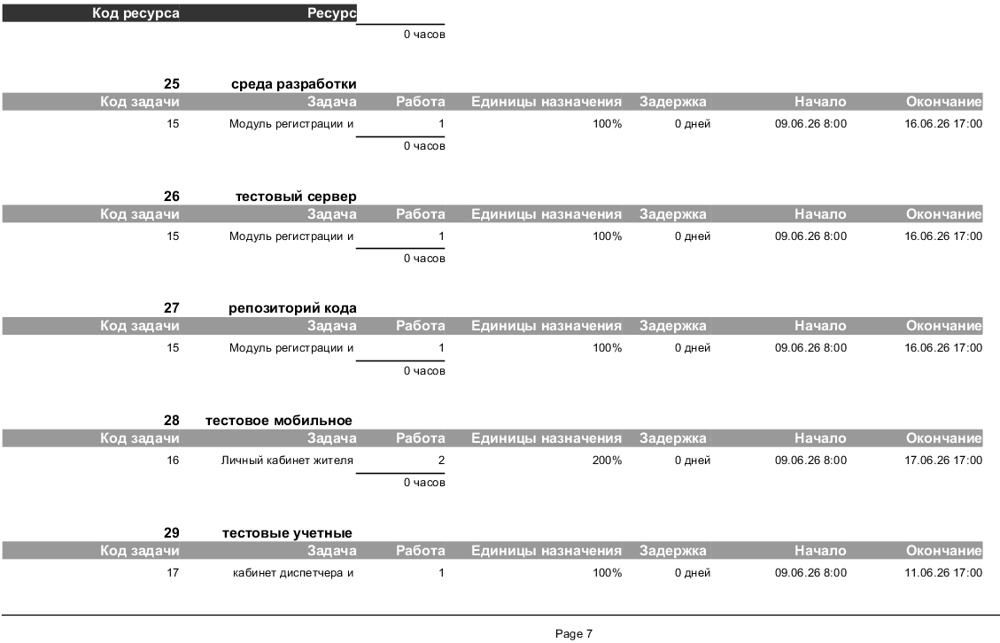 Код ресурса Ресурс
0 часов
25 среда разработки
Код задачи Задача Работа Единицы назначения Задержка Начало Окончание
15 Модуль регистрации и 1 100% 0 дней 09.06.26 8:00 16.06.26 17:00
0 часов
26 тестовый сервер
Код задачи Задача Работа Единицы назначения Задержка Начало Окончание
15 Модуль регистрации и 1 100% 0 дней 09.06.26 8:00 16.06.26 17:00
0 часов
27 репозиторий кода
Код задачи Задача Работа Единицы назначения Задержка Начало Окончание
15 Модуль регистрации и 1 100% 0 дней 09.06.26 8:00 16.06.26 17:00
0 часов
28 тестовое мобильное
Код задачи Задача Работа Единицы назначения Задержка Начало Окончание
16 Личный кабинет жителя 2 200% 0 дней 09.06.26 8:00 17.06.26 17:00
0 часов
29 тестовые учетные
Код задачи Задача Работа Единицы назначения Задержка Начало Окончание
17 кабинет диспетчера и 1 100% 0 дней 09.06.26 8:00 11.06.26 17:00
Page 7